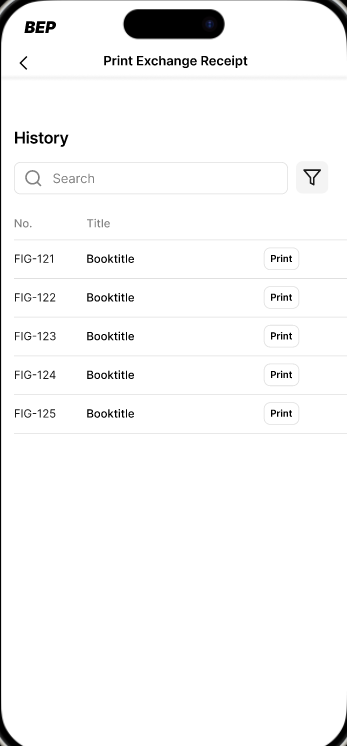 BEP
Print Exchange Receipt
History
Search
No. Title
FIG-121 Booktitle Print
FIG-122 Booktitle Print
FIG-123 Booktitle Print
FIG-124 Booktitle Print
FIG-125 Booktitle Print